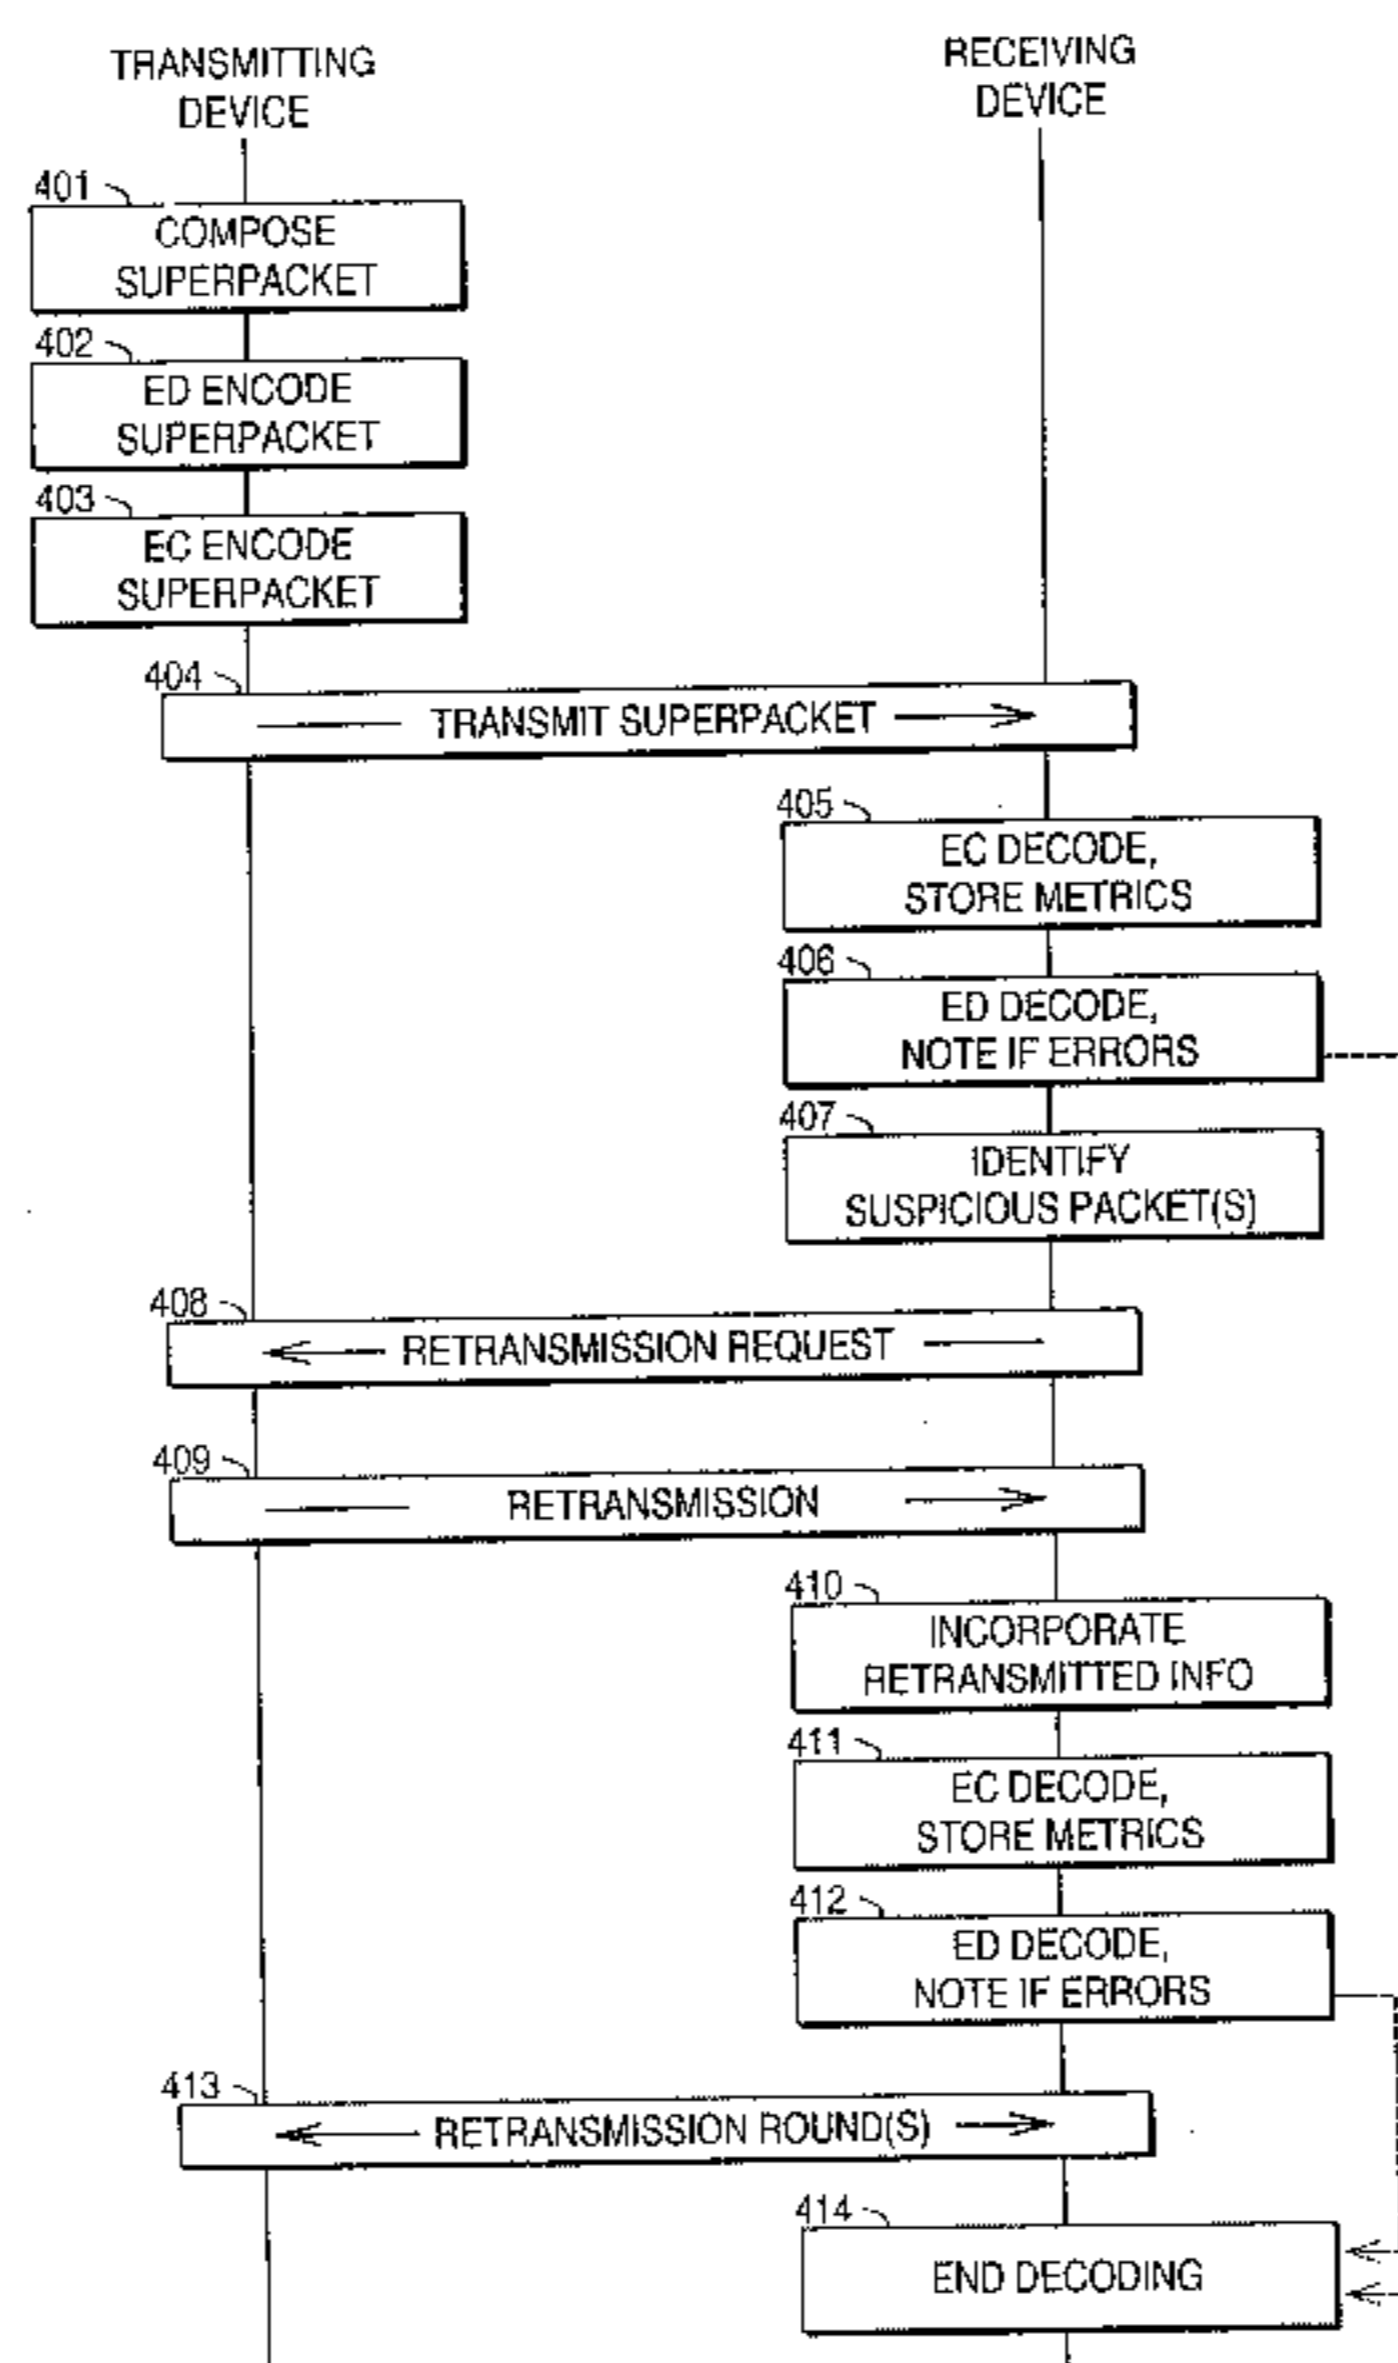 TRANSMITTING
DEVICE
RECEIVING
DEVICE
401
COMPOSE
SUPERPACKET
402
ED ENCODE
SUPERPACKET
403
EC ENCODE
SUPERPACKET
404
TRANSMIT SUPERPACKET
405
EC DECODE,
STORE METRICS
406
ED DECODE,
NOTE IF ERRORS
407
IDENTIFY
SUSPICIOUS PACKET(S)
408
RETRANSMISSION REQUEST
409
RETRANSMISSION
410
INCORPORATE
RETRANSMITTED INFO
411
EC DECODE,
STORE METRICS
412
ED DECODE,
NOTE IF ERRORS
413
RETRANSMISSION ROUND(S)
414
END DECODING